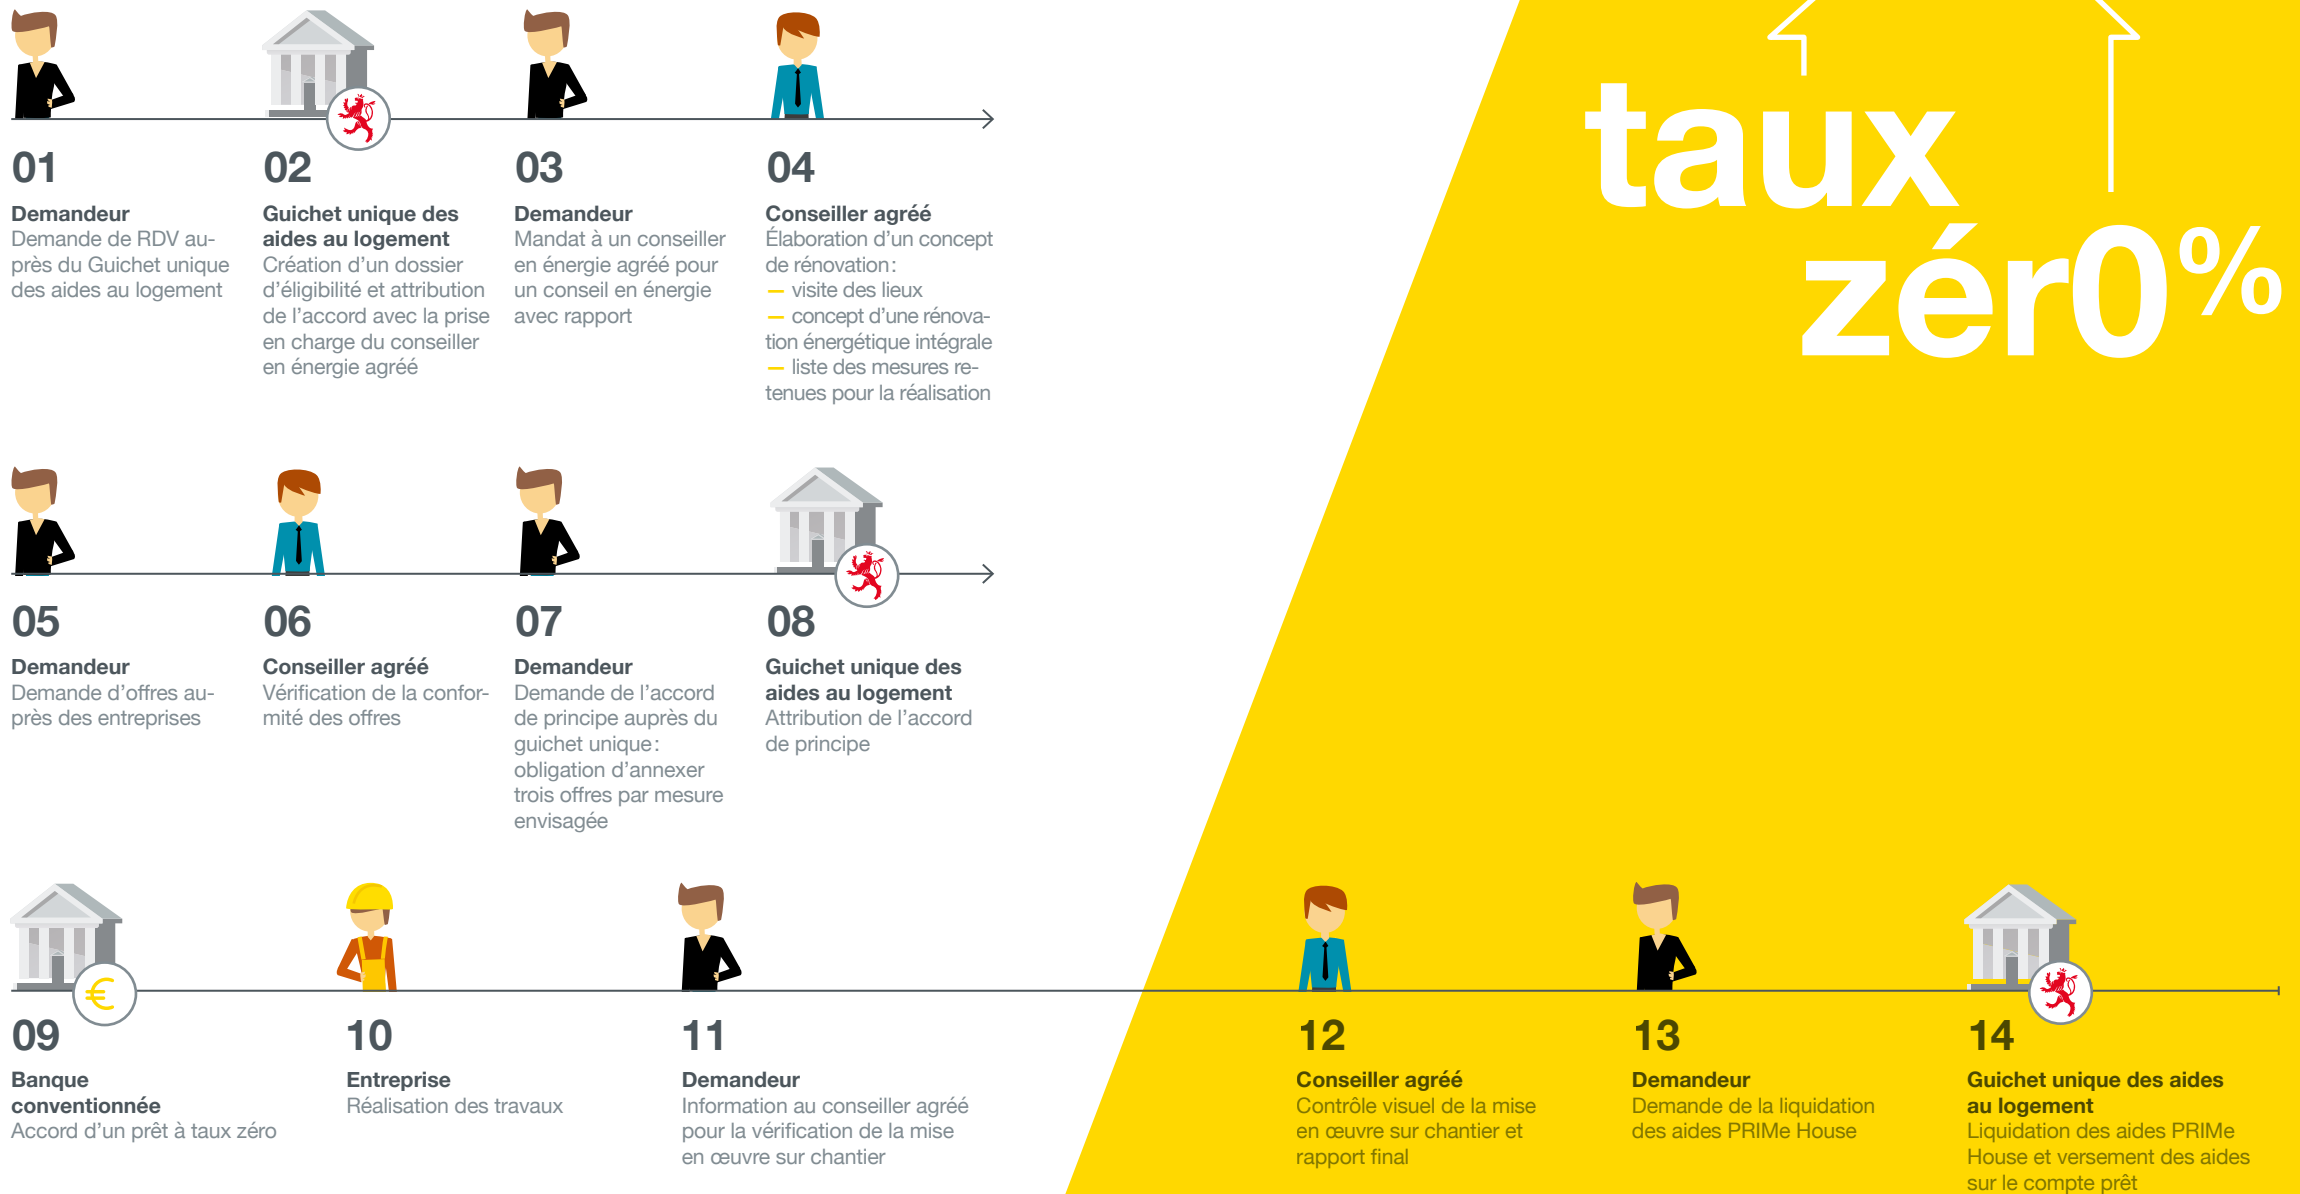 taux
zér0%
01
Demandeur
Demande de RDV au-
près du Guichet unique
des aides au logement
02
Guichet unique des
aides au logement
Création d'un dossier
d'éligibilité et attribution
de l'accord avec la prise
en charge du conseiller
en énergie agréé
03
Demandeur
Mandat à un conseiller
en énergie agréé pour
un conseil en énergie
avec rapport
04
Conseiller agréé
Élaboration d'un concept
de rénovation :
— visite des lieux
— concept d'une rénova-
tion énergétique intégrale
— liste des mesures re-
tenues pour la réalisation
05
Demandeur
Demande d'offres au-
près des entreprises
06
Conseiller agréé
Vérification de la confor-
mité des offres
07
Demandeur
Demande de l'accord
de principe auprès du
guichet unique :
obligation d'annexer
trois offres par mesure
envisagée
08
Guichet unique des
aides au logement
Attribution de l'accord
de principe
€
09
Banque
conventionnée
Accord d'un prêt à taux zéro
10
Entreprise
Réalisation des travaux
11
Demandeur
Information au conseiller agréé
pour la vérification de la mise
en œuvre sur chantier
12
Conseiller agréé
Contrôle visuel de la mise
en œuvre sur chantier et
rapport final
13
Demandeur
Demande de la liquidation
des aides PRIMe House
14
Guichet unique des aides
au logement
Liquidation des aides PRIMe
House et versement des aides
sur le compte prêt